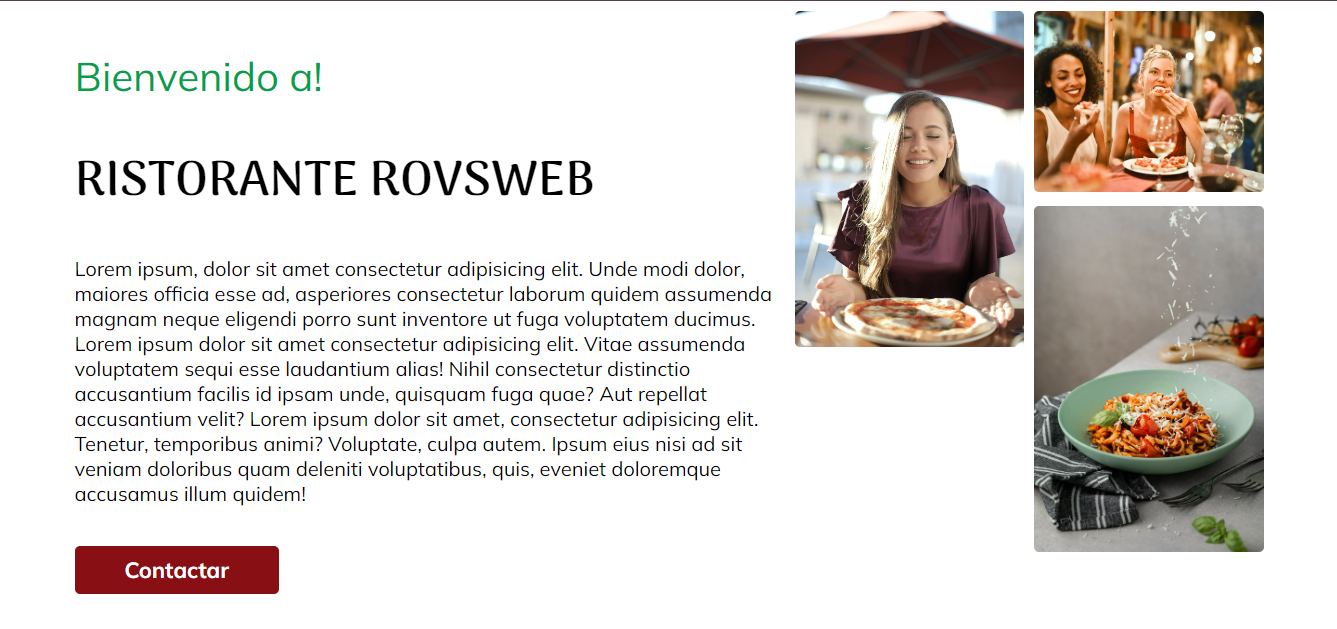 Bienvenido a!
RISTORANTE ROVSWEB
Lorem ipsum, dolor sit amet consectetur adipisicing elit. Unde modi dolor,
maiores officia esse ad, asperiores consectetur laborum quidem assumenda
magnam neque eligendi porro sunt inventore ut fuga voluptatem ducimus.
Lorem ipsum dolor sit amet consectetur adipisicing elit. Vitae assumenda
voluptatem sequi esse laudantium alias! Nihil consectetur distinctio
accusantium facilis id ipsam unde, quisquam fuga quae? Aut repellat
accusantium velit? Lorem ipsum dolor sit amet, consectetur adipisicing elit.
Tenetur, temporibus animi? Voluptate, culpa autem. Ipsum eius nisi ad sit
veniam doloribus quam deleniti voluptatibus, quis, eveniet doloremque
accusamus illum quidem!
Contactar